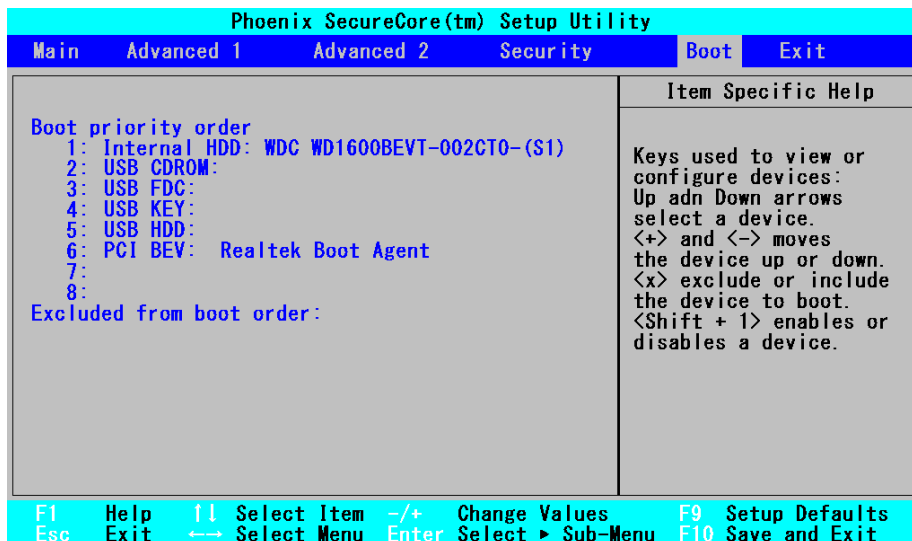 Phoenix SecureCore(tm) Setup Utility
Main Advanced 1 Advanced 2 Security Boot Exit
Boot priority order
1: Internal HDD: WDC WD1600BEVT-002CT0-(S1)
2: USB CDROM:
3: USB FDC:
4: USB KEY:
5: USB HDD:
6: PCI BEV: Realtek Boot Agent
7:
8:
Excluded from boot order:
Item Specific Help
Keys used to view or
configure devices:
Up adn Down arrows
select a device.
<+> and <-> moves
the device up or down.
<x> exclude or include
the device to boot.
<Shift + 1> enables or
disables a device.
F1 Help ↑↓ Select Item -/+ Change Values F9 Setup Defaults
Esc Exit ←→ Select Menu Enter Select ▶ Sub-Menu F10 Save and Exit